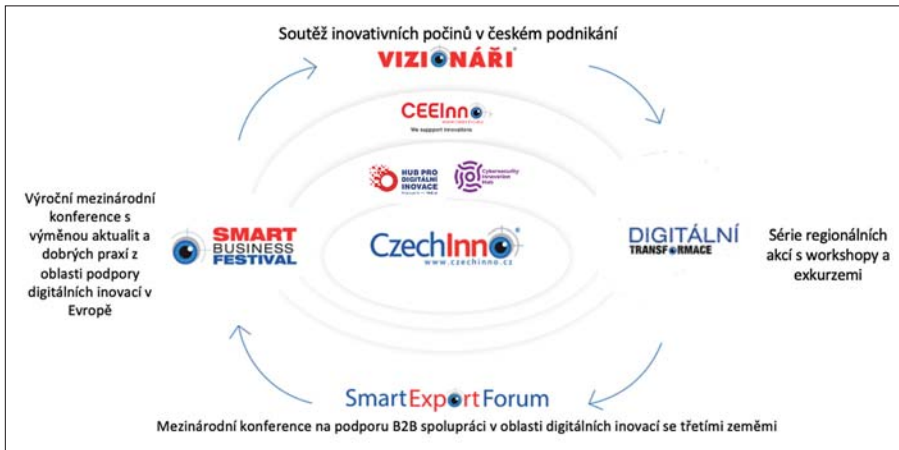 Soutěž inovativních počinů v českém podnikání
VIZIONÁŘI
CEEInno
We support innovations
HUB PRO
DIGITÁLNÍ
INOVACE
Cybersecurity
Innovation
Hub
Výroční mezinárodní
konference s
výměnou aktualit a
dobrých praxí z
oblasti podpory
digitálních inovací v
Evropě
SMART
BUSINESS
FESTIVAL
CzechInno®
www.czechinno.cz
DIGITÁLNÍ
TRANSFORMACE
Série regionálních
akcí s workshopy a
exkurzemi
SmartExportForum
Mezinárodní konference na podporu B2B spolupráci v oblasti digitálních inovací se třetími zeměmi